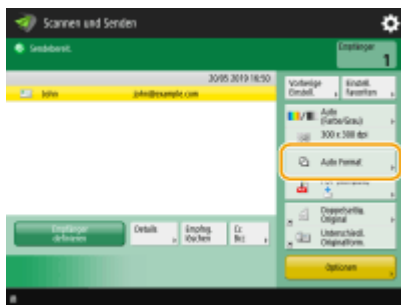 Scannen und Senden
Sendebereit.
Empfänger
1
20/05 2019 16:50
John
john@example.com
Vorherige
Einstell.
Einstell.
Favoriten
Auto
(Farbe/Grau)
300 x 300 dpi
Auto Format
Doppelseitig.
Original
Unterschiedl.
Originalform.
Empfänger
definieren
Details
Empfng.
löschen
Cc
Bcc
Optionen